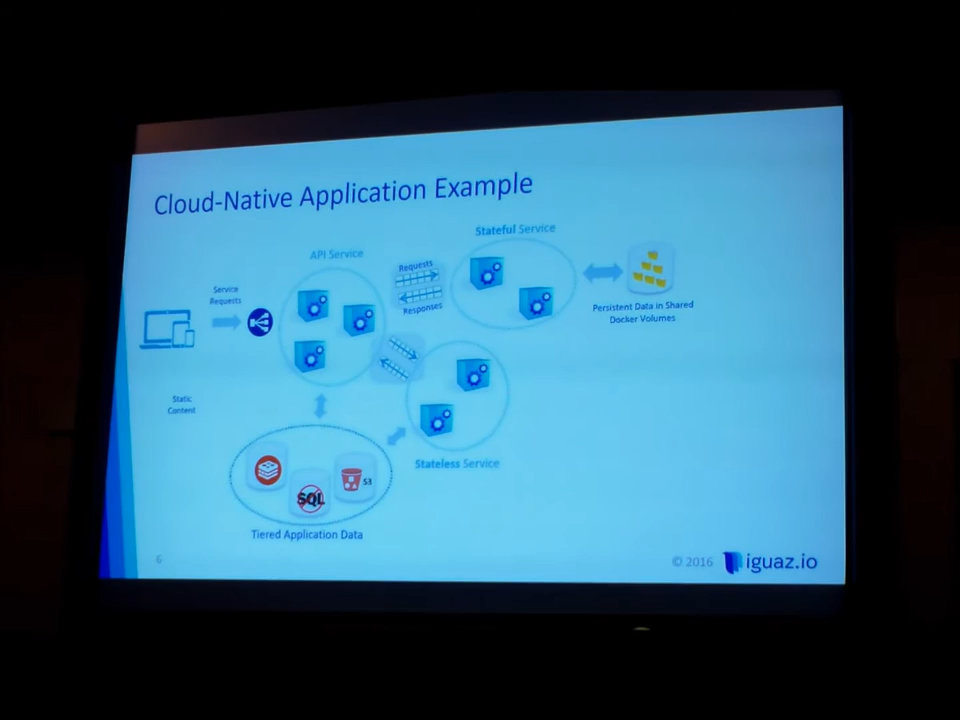 Cloud-Native Application Example
Stateful Service
API Service
Requests
Responses
Service
Requests
Persistent Data in Shared
Docker Volumes
Static
Content
Stateless Service
S3
SQL
Tiered Application Data
6
© 2016 iguaz.io